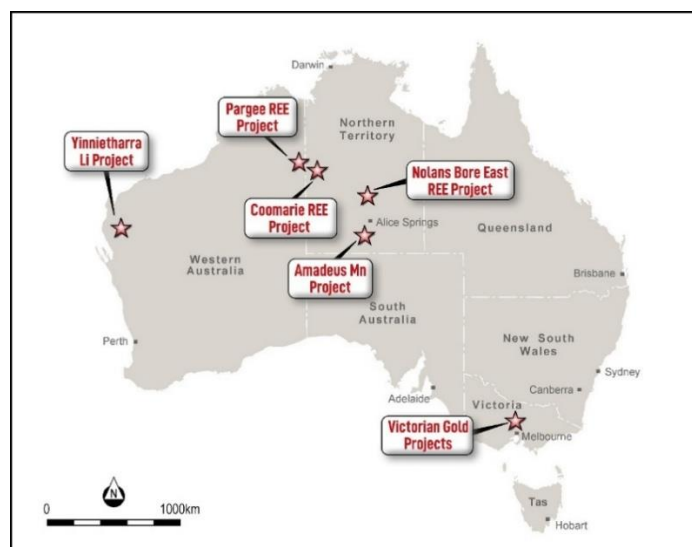 Darwin
Pargee REE
Project
Northern
Territory
Yinnietharra
Li Project
Nolans Bore East
REE Project
Coomarie REE
Project
Alice Springs
Queensland
Western
Australia
Amadeus Mn
Project
Brisbane
South
Australia
New South
Wales
Perth
Sydney
Canberra
Adelaide
Victoria
Victorian Gold
Projects
Melbourne
N
0 1000km
Tas
Hobart